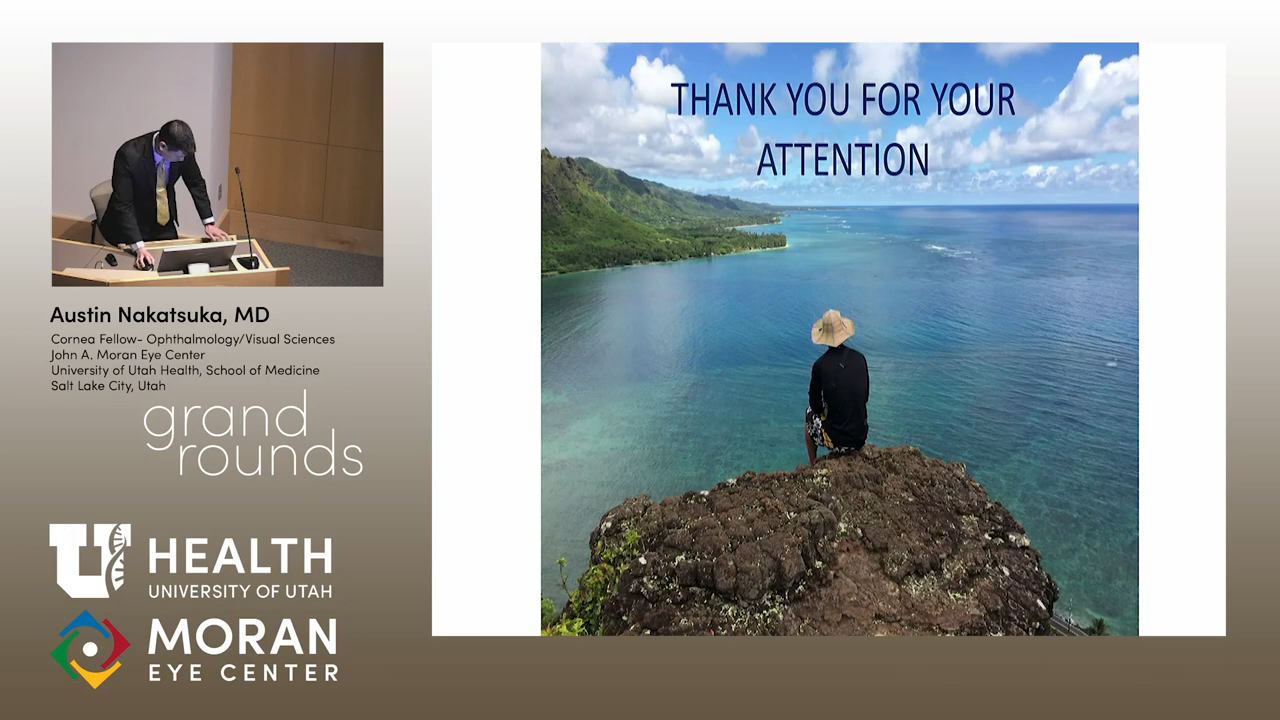 Austin Nakatsuka, MD
Cornea Fellow- Ophthalmology/Visual Sciences
John A. Moran Eye Center
University of Utah Health, School of Medicine
Salt Lake City, Utah
grand
rounds
U HEALTH
UNIVERSITY OF UTAH
MORAN
EYE CENTER
THANK YOU FOR YOUR
ATTENTION